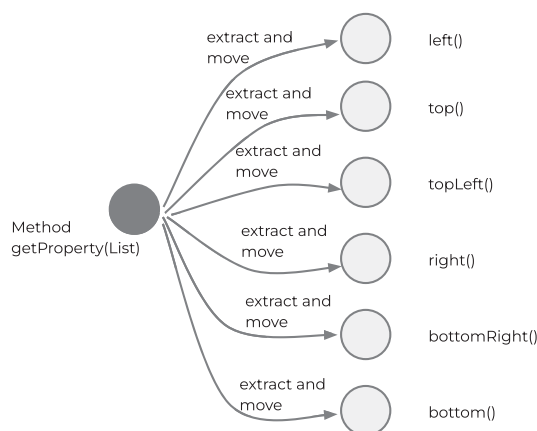 extract and
move
left()
extract and
move
top()
extract and
move
topLeft()
Method
getProperty(List)
extract and
move
right()
extract and
move
bottomRight()
extract and
move
bottom()